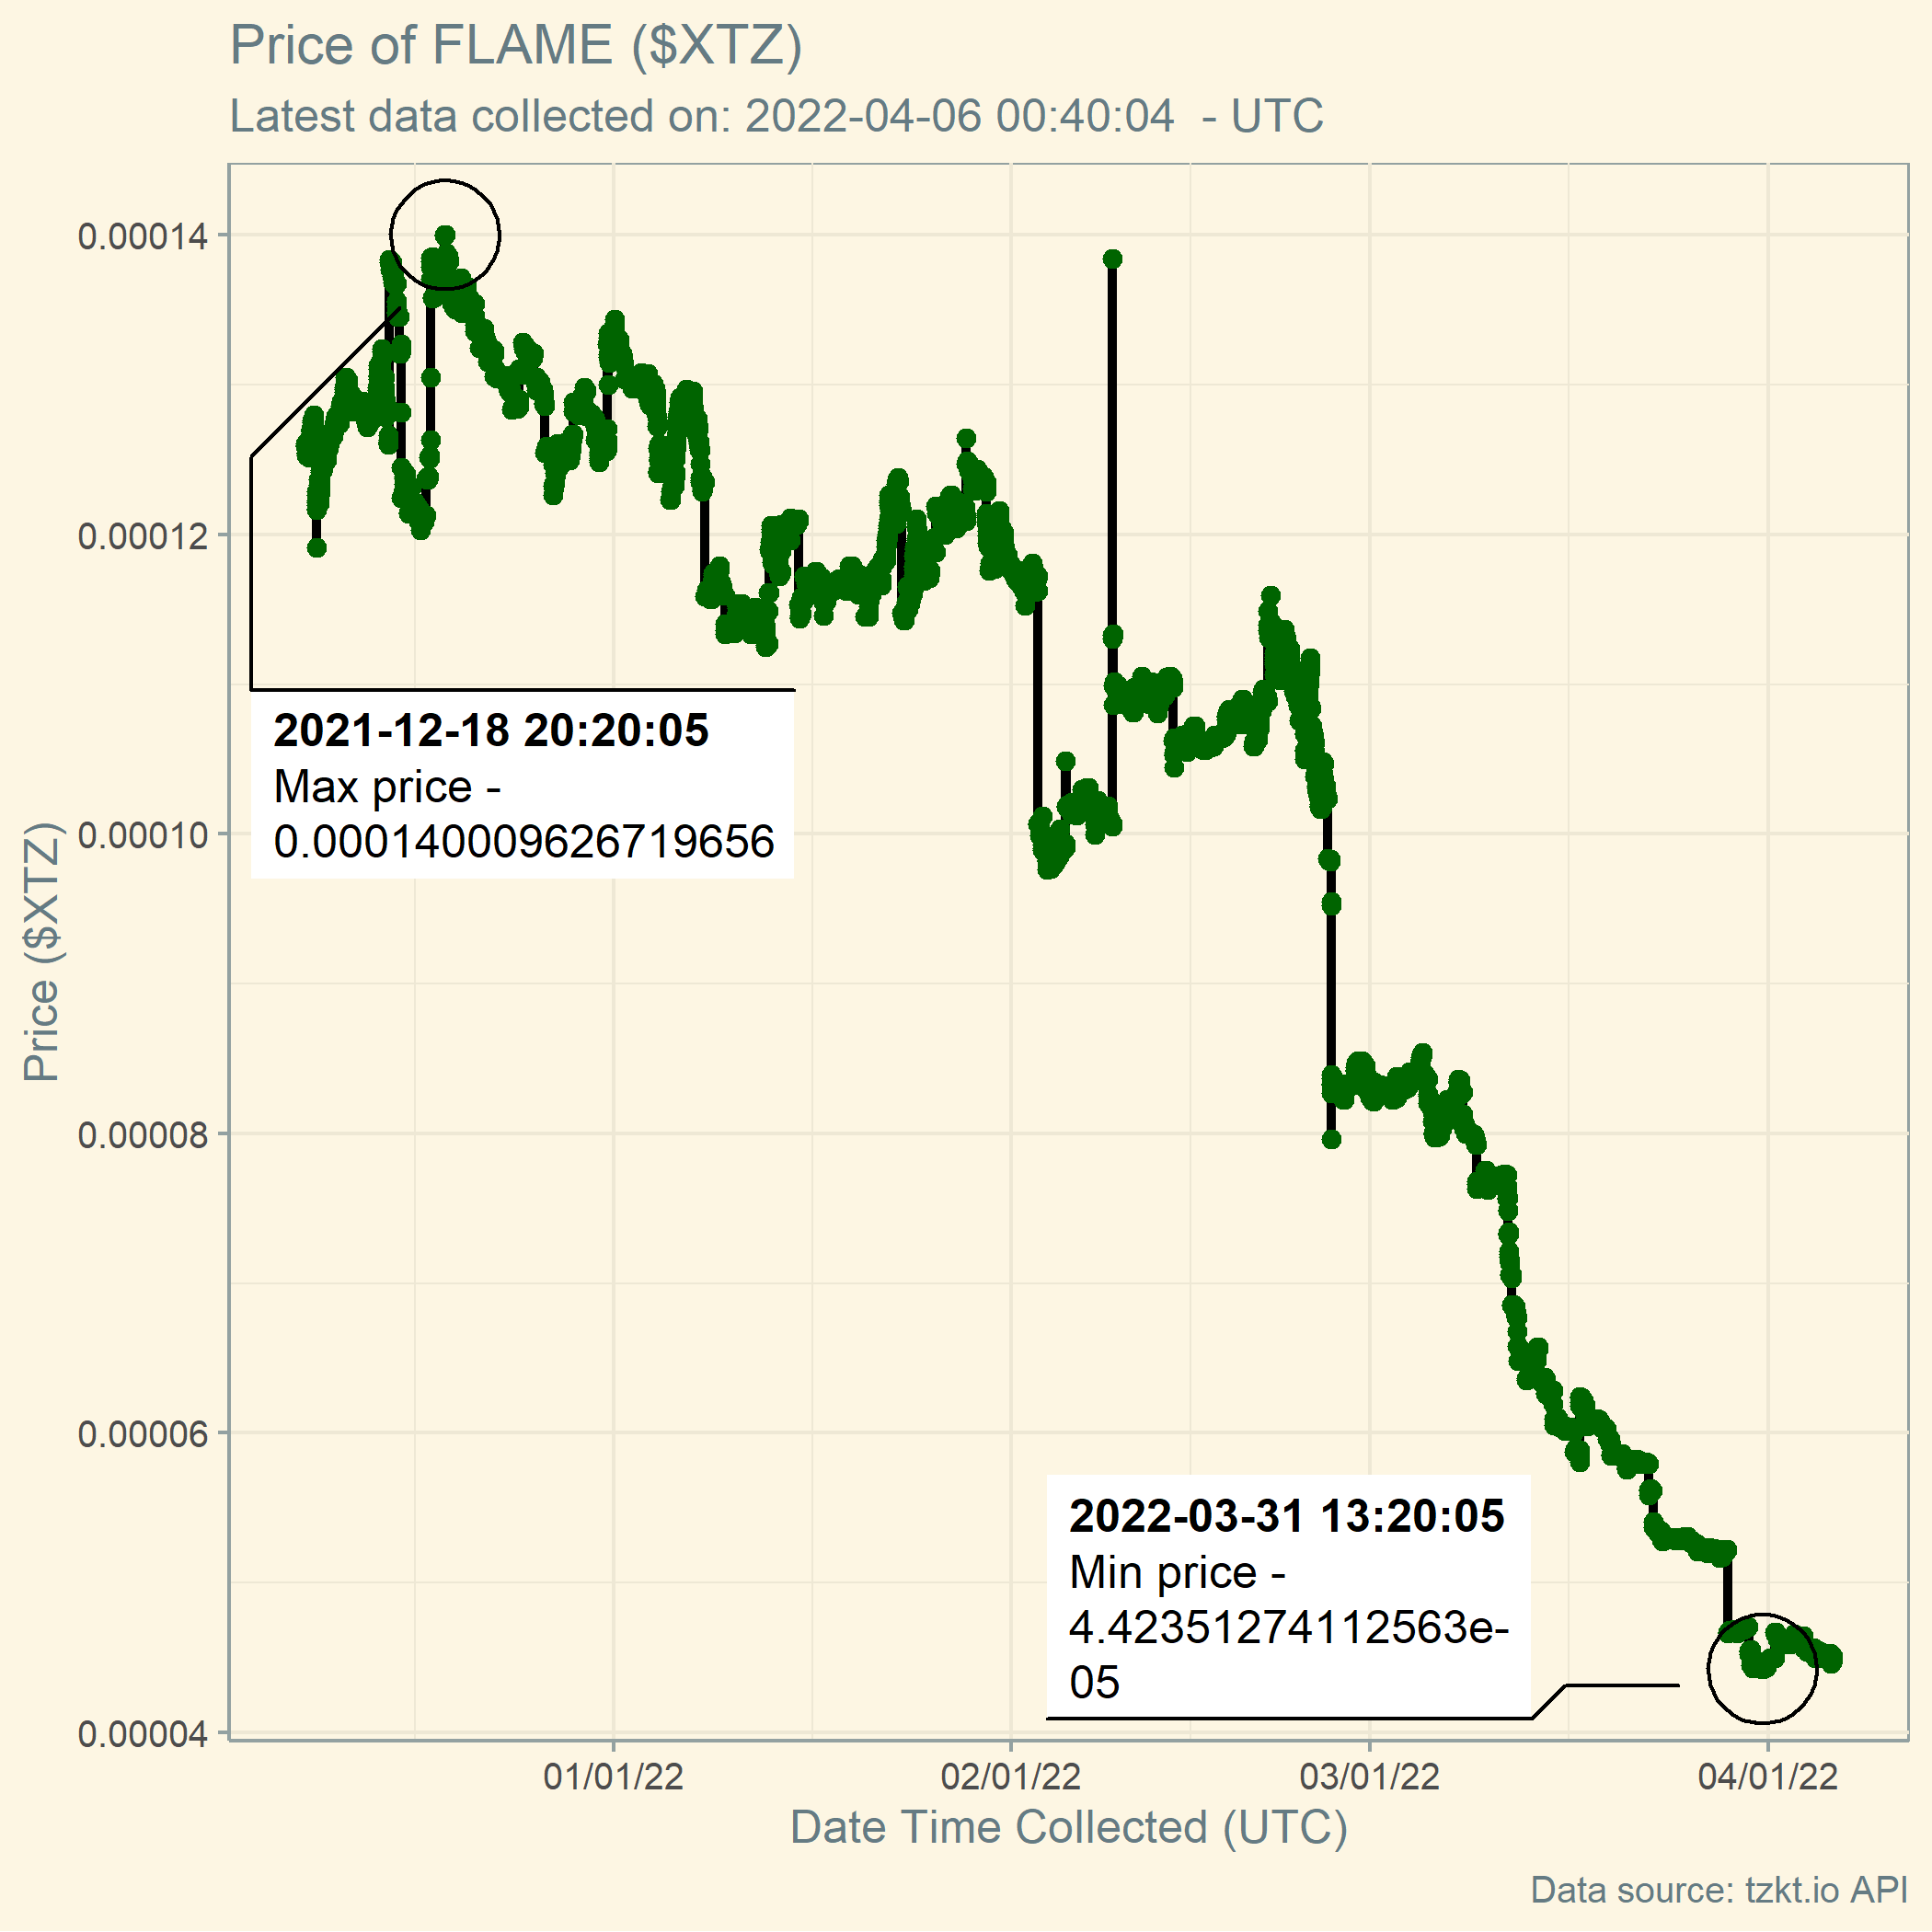 Price of FLAME ($XTZ)
Latest data collected on: 2022-04-06 00:40:04  - UTC
0.00014
0.00012
0.00010
0.00008
0.00006
0.00004
Price ($XTZ)
2021-12-18 20:20:05
Max price -
0.000140009626719656
2022-03-31 13:20:05
Min price -
4.42351274112563e-
05
01/01/22
02/01/22
03/01/22
04/01/22
Date Time Collected (UTC)
Data source: tzkt.io API